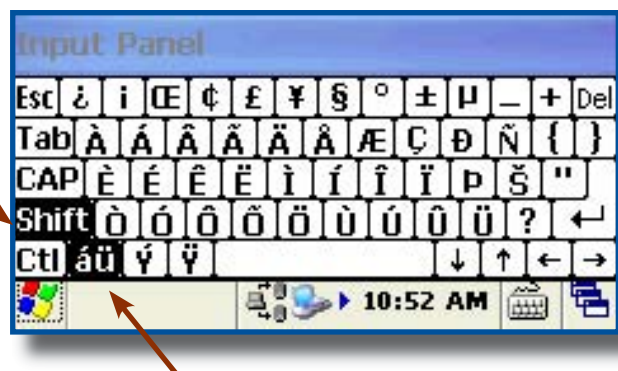 Input Panel
Esc ¿ ¡ Œ ¢ £ ¥ § ° ± µ _ + Del
Tab À Á Â Ã Ä Å Æ Ç Đ Ñ { }
CAP È É Ê Ë Ì Í Î Ï Þ Š "
Shift Ò Ó Ô Õ Ö Ù Ú Û Ü ? ↵
Ctl áü Ý Ÿ ↓ ↑ ← →
10:52 AM